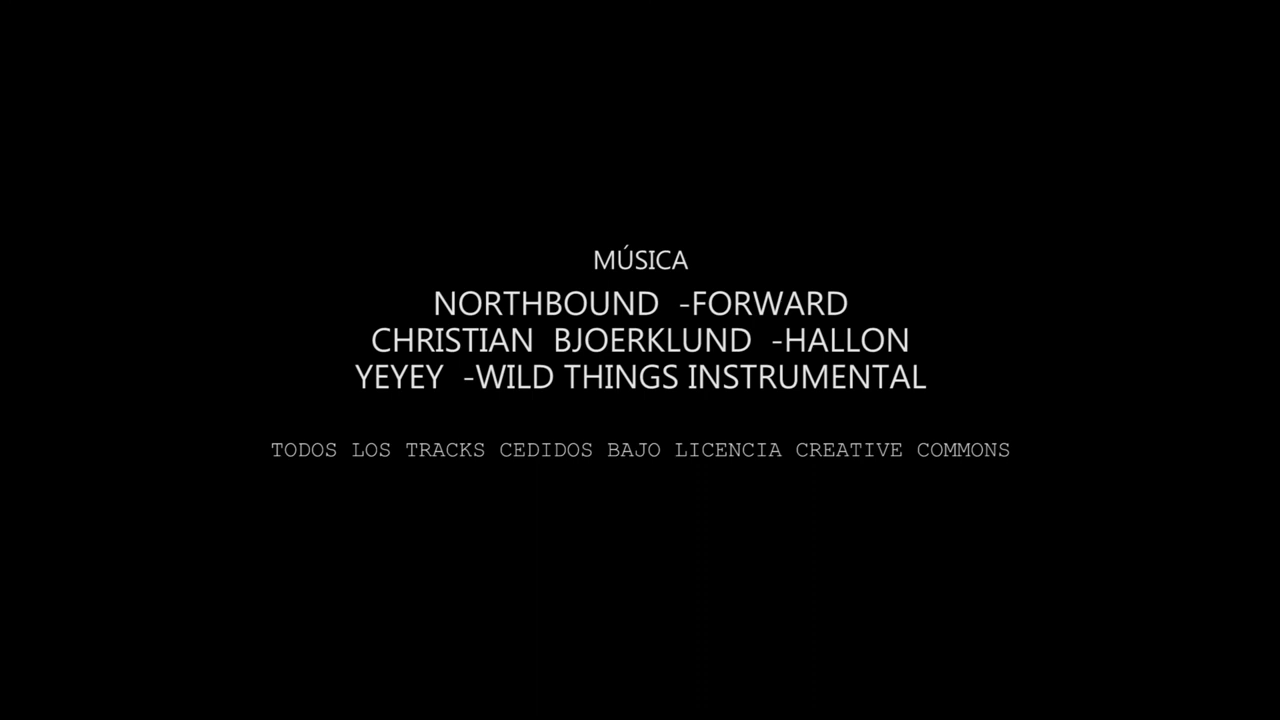 MÚSICA
NORTHBOUND -FORWARD
CHRISTIAN BJOERKLUND -HALLON
YEYEY -WILD THINGS INSTRUMENTAL
TODOS LOS TRACKS CEDIDOS BAJO LICENCIA CREATIVE COMMONS